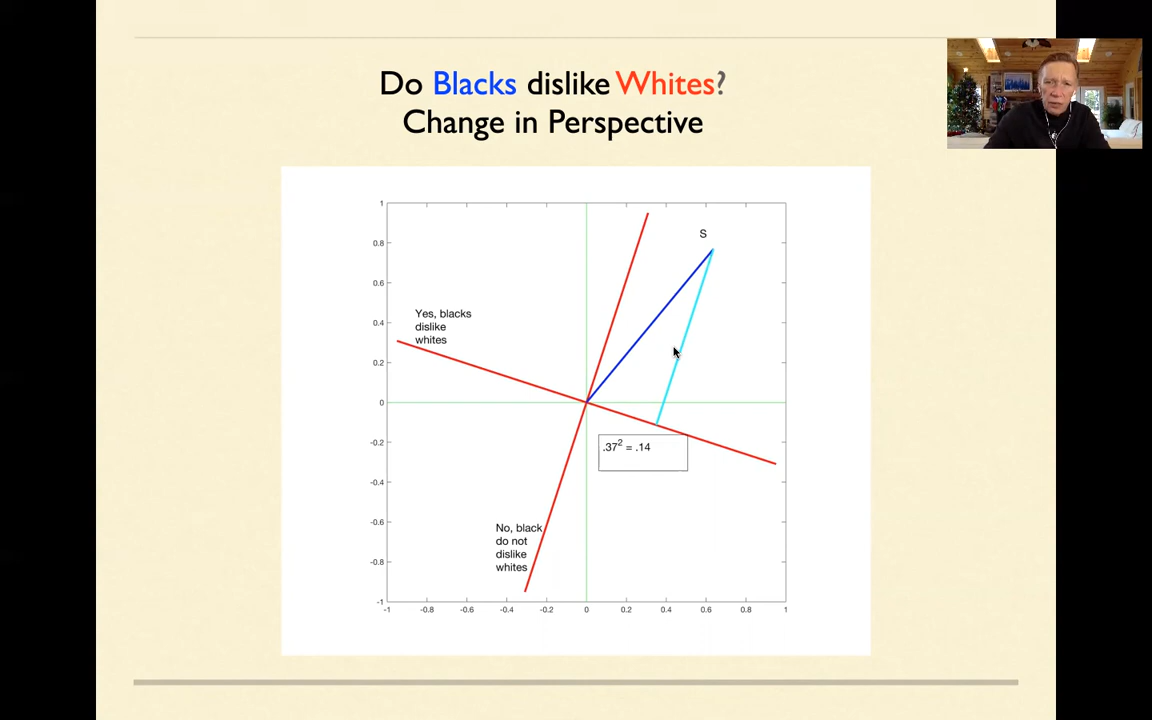 Do Blacks dislike Whites?
Change in Perspective
S
1
0.8
0.6
0.4
0.2
0
-0.2
-0.4
-0.6
-0.8
-1
Yes, blacks
dislike
whites
.37² = .14
No, black
do not
dislike
whites
-1 -0.8 -0.6 -0.4 -0.2 0 0.2 0.4 0.6 0.8 1